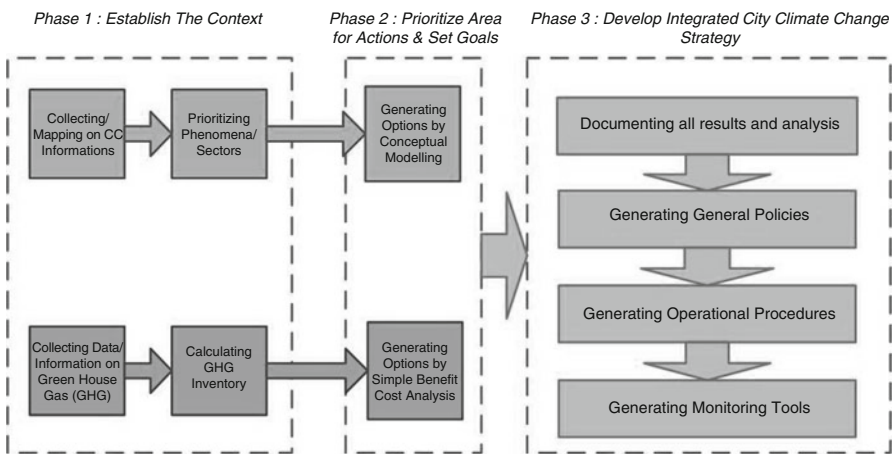 Phase 1 : Establish The Context
Phase 2 : Prioritize Area
for Actions & Set Goals
Phase 3 : Develop Integrated City Climate Change
Strategy
Collecting/
Mapping on CC
Informations
Prioritizing
Phenomena/
Sectors
Generating
Options by
Conceptual
Modelling
Collecting Data/
Information on
Green House
Gas (GHG)
Calculating
GHG
Inventory
Generating
Options by
Simple Benefit
Cost Analysis
Documenting all results and analysis
Generating General Policies
Generating Operational Procedures
Generating Monitoring Tools